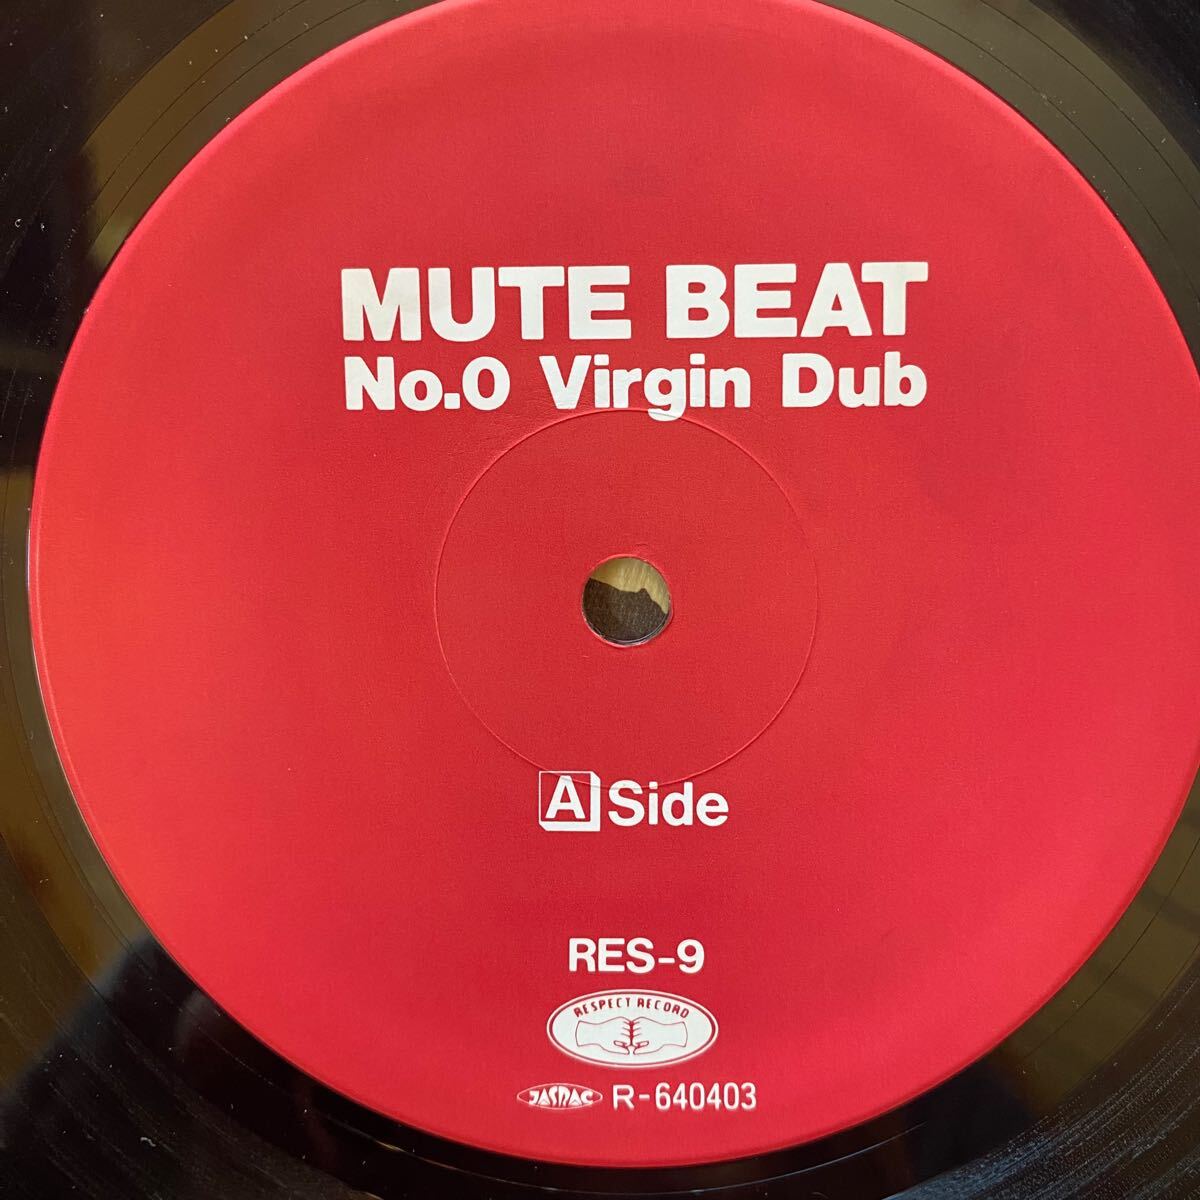 MUTE BEAT
No.0 Virgin Dub
A Side
RES-9
RESPECT RECORD
JASRAC R-640403